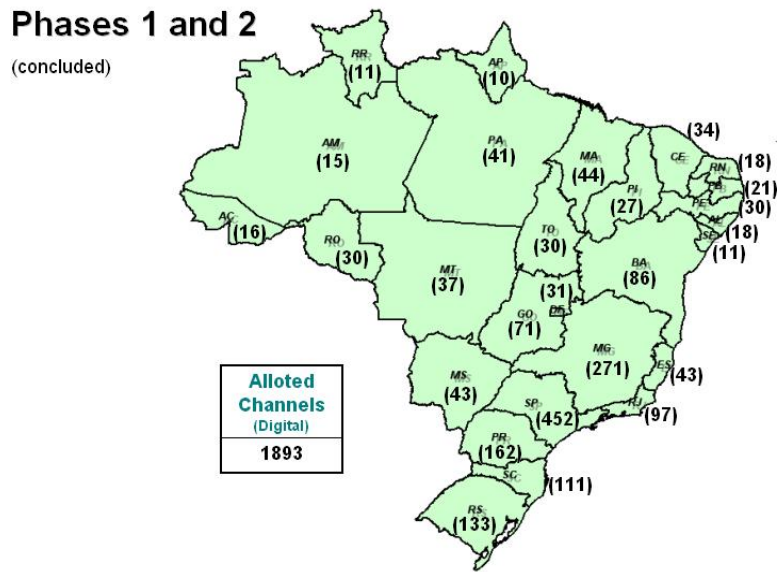 Phases 1 and 2
(concluded)
RR
(11)
AP
(10)
AM
(15)
PA
(41)
MA
(44)
PI
(27)
CE
(34)
RN
(18)
PB
(21)
PE
(30)
AL
(18)
SE
(11)
AC
(16)
RO
(30)
TO
(30)
MT
(37)
BA
(86)
(31)
DF
GO
(71)
MG
(271)
ES
(43)
MS
(43)
SP
(452)
RJ
(97)
PR
(162)
SC
(111)
RS
(133)
Alloted
Channels
(Digital)
1893